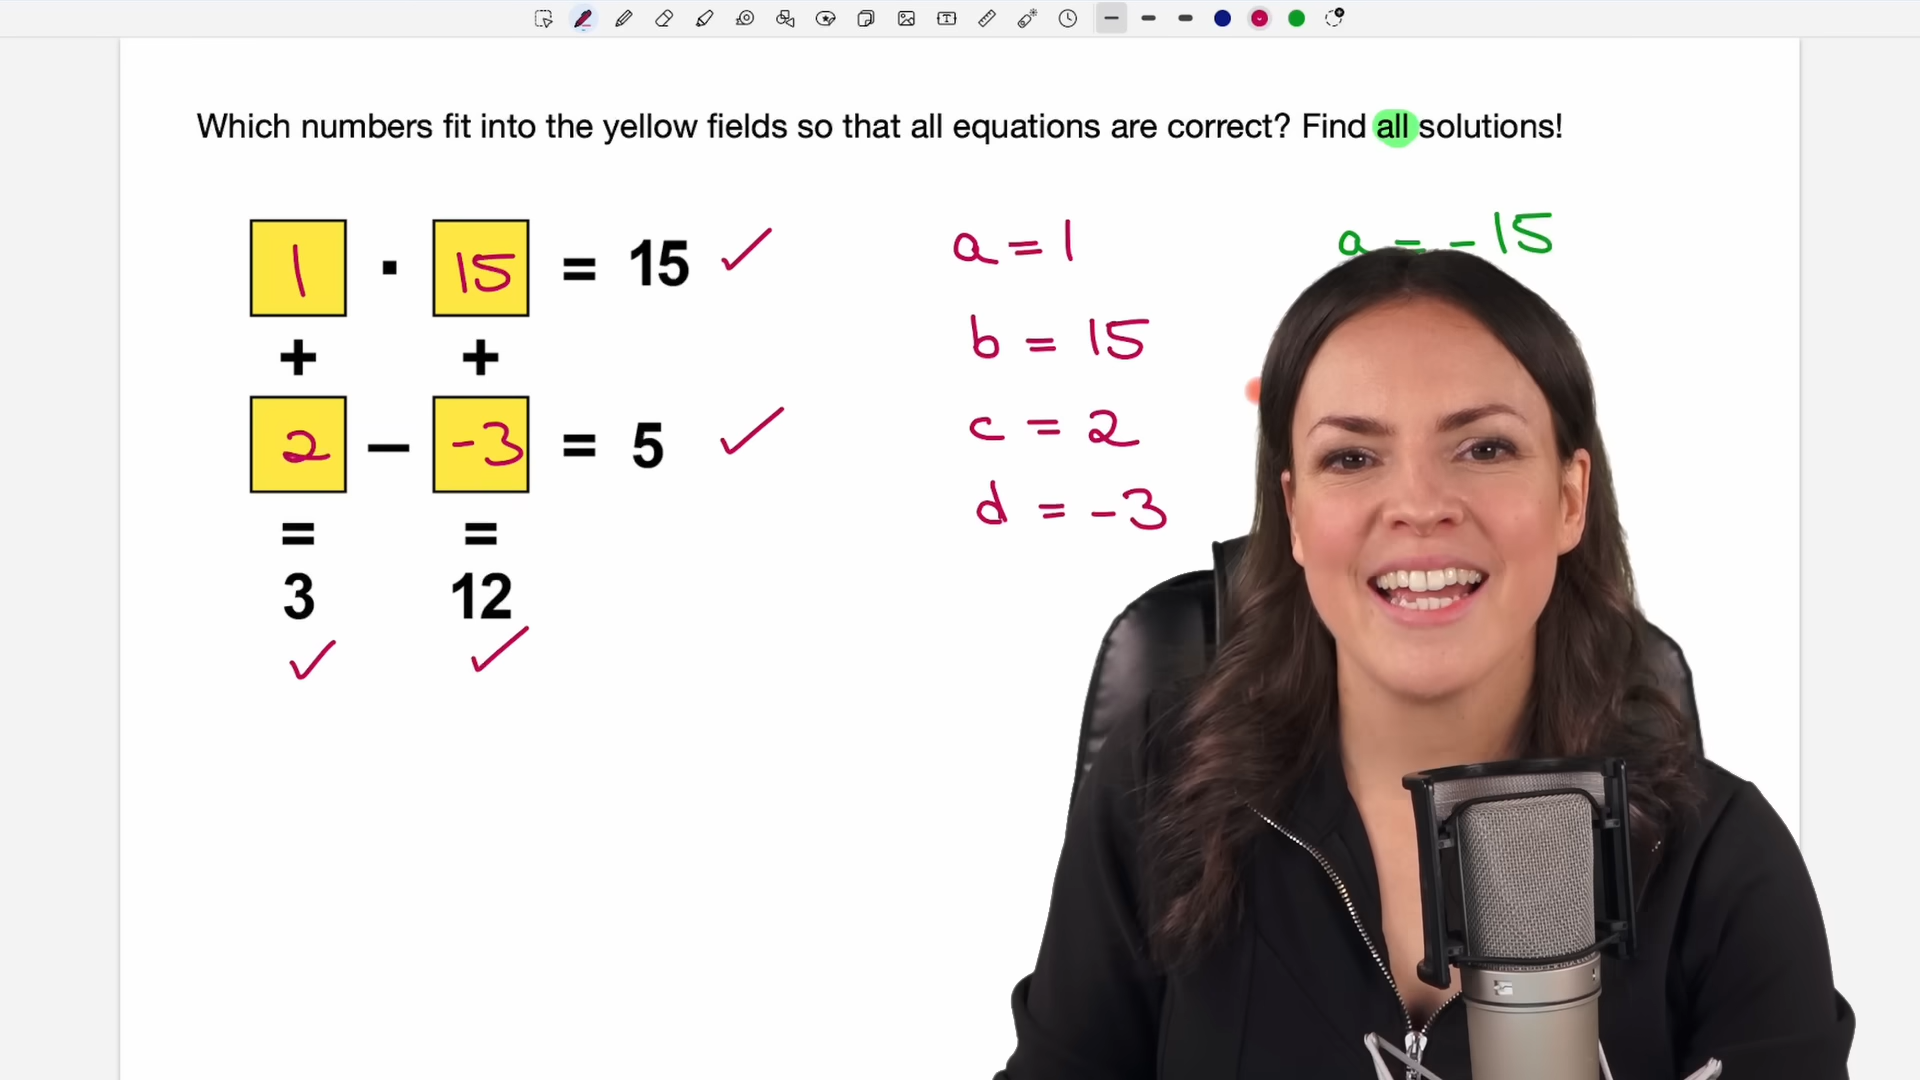 Which numbers fit into the yellow fields so that all equations are correct? Find all solutions!
1 · 15 = 15 ✓
+ +
2 – -3 = 5 ✓
= =
3 12
✓ ✓
a = 1
b = 15
c = 2
d = -3
a = -15